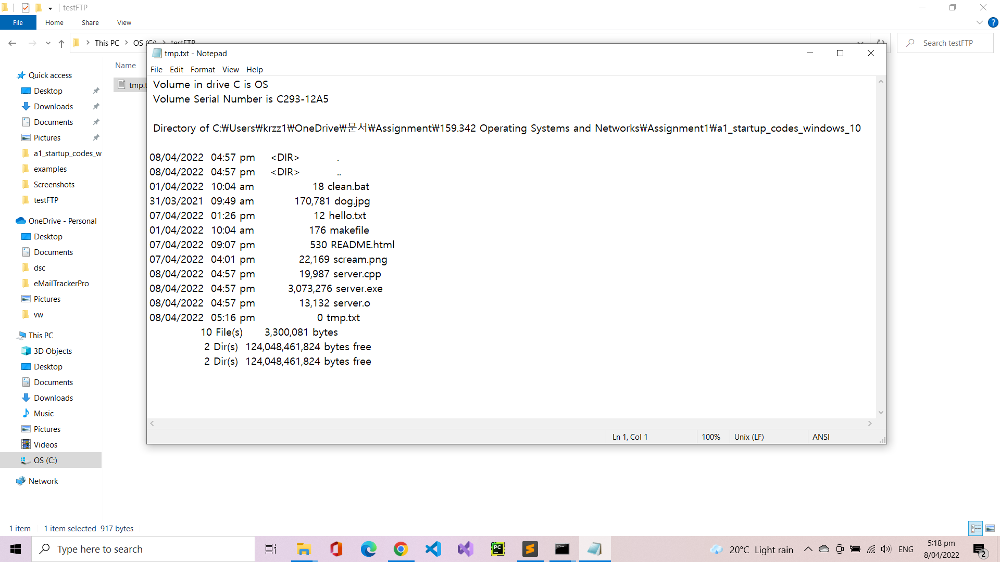 testFTP
File Home Share View
This PC OS (C:) testFTP
Search testFTP
Name
tmp.t
Quick access
Desktop
Downloads
Documents
Pictures
a1_startup_codes_w
examples
Screenshots
testFTP
OneDrive - Personal
Desktop
Documents
dsc
eMailTrackerPro
Pictures
vw
This PC
3D Objects
Desktop
Documents
Downloads
Music
Pictures
Videos
OS (C:)
Network
tmp.txt - Notepad
File Edit Format View Help
Volume in drive C is OS
Volume Serial Number is C293-12A5
Directory of C:₩Users₩krzz1₩OneDrive₩문서₩Assignment₩159.342 Operating Systems and Networks₩Assignment1₩a1_startup_codes_windows_10
08/04/2022 04:57 pm <DIR> .
08/04/2022 04:57 pm <DIR> ..
01/04/2022 10:04 am 18 clean.bat
31/03/2021 09:49 am 170,781 dog.jpg
07/04/2022 01:26 pm 12 hello.txt
01/04/2022 10:04 am 176 makefile
07/04/2022 09:07 pm 530 README.html
07/04/2022 04:01 pm 22,169 scream.png
08/04/2022 04:57 pm 19,987 server.cpp
08/04/2022 04:57 pm 3,073,276 server.exe
08/04/2022 04:57 pm 13,132 server.o
08/04/2022 05:16 pm 0 tmp.txt
10 File(s) 3,300,081 bytes
2 Dir(s) 124,048,461,824 bytes free
2 Dir(s) 124,048,461,824 bytes free
Ln 1, Col 1 100% Unix (LF) ANSI
1 item 1 item selected 917 bytes
Type here to search
PC
20°C Light rain
ENG
5:18 pm
8/04/2022
2